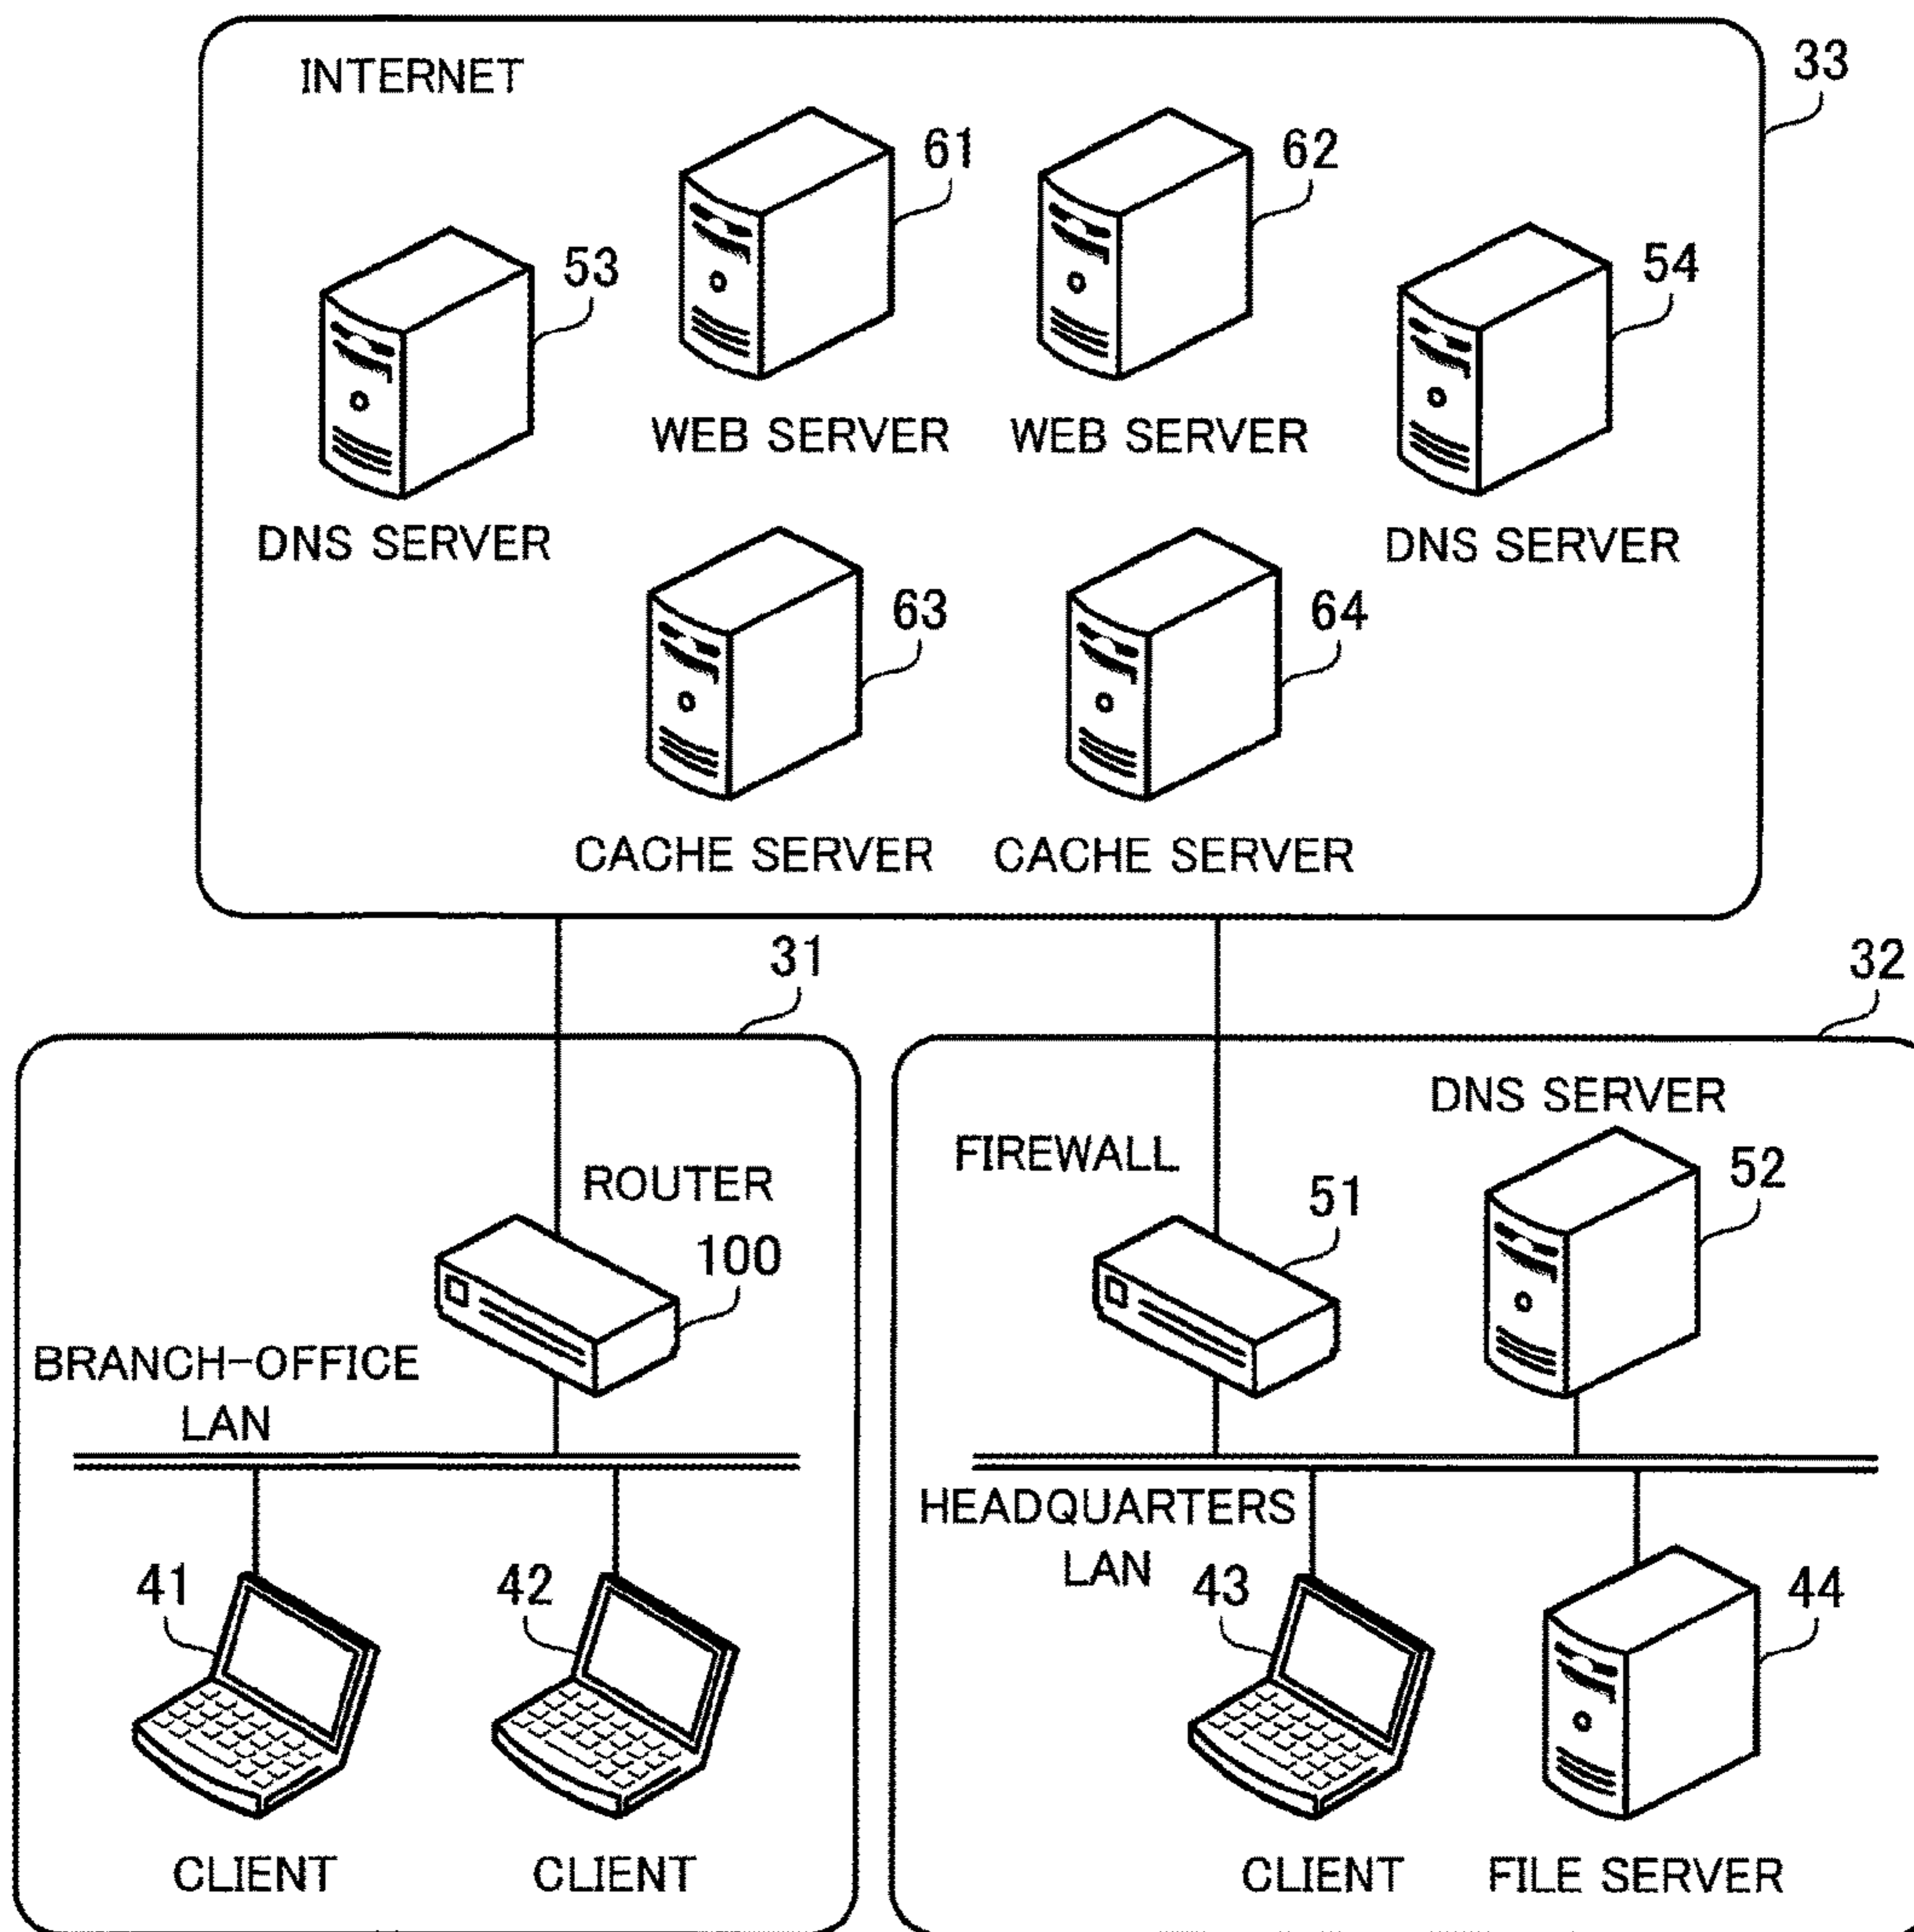 INTERNET
33
61
62
53
54
WEB SERVER
WEB SERVER
DNS SERVER
DNS SERVER
63
64
CACHE SERVER
CACHE SERVER
31
32
ROUTER
100
BRANCH-OFFICE
LAN
41
42
CLIENT
CLIENT
DNS SERVER
FIREWALL
52
51
HEADQUARTERS
LAN
43
44
CLIENT
FILE SERVER